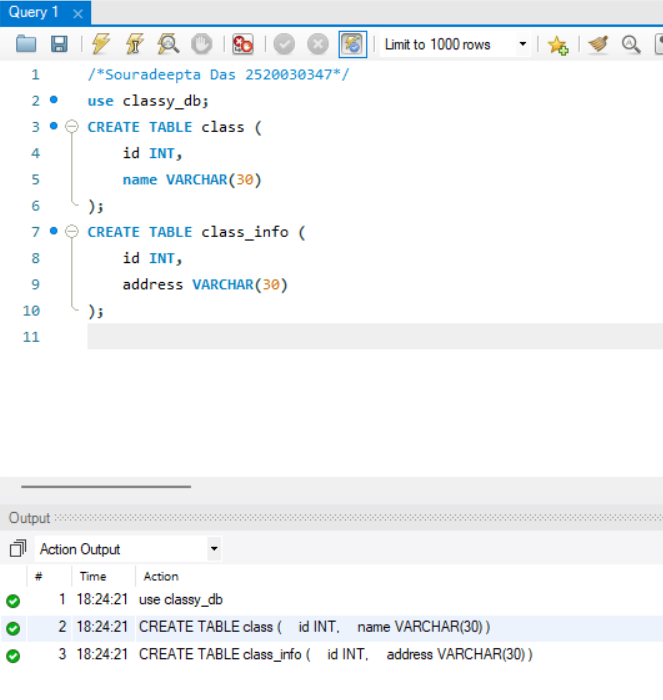 Query 1
Limit to 1000 rows
1 /*Souradeepta Das 2520030347*/
2 use classy_db;
3 CREATE TABLE class (
4 id INT,
5 name VARCHAR(30)
6 );
7 CREATE TABLE class_info (
8 id INT,
9 address VARCHAR(30)
10 );
11
Output
Action Output
# Time Action
1 18:24:21 use classy_db
2 18:24:21 CREATE TABLE class ( id INT, name VARCHAR(30) )
3 18:24:21 CREATE TABLE class_info ( id INT, address VARCHAR(30) )